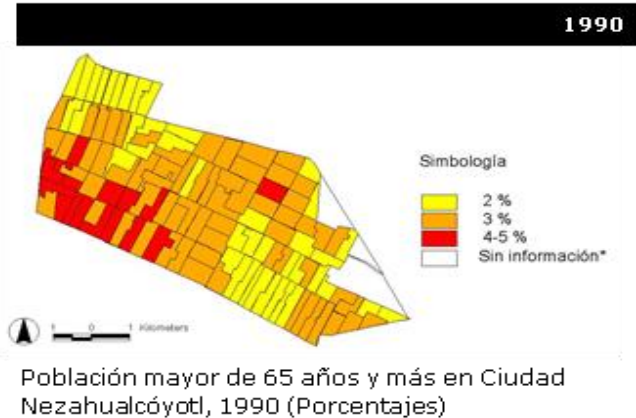 1990
Simbología
2 %
3 %
4-5 %
Sin información*
1 0 1 Kilometers
Población mayor de 65 años y más en Ciudad
Nezahualcóyotl, 1990 (Porcentajes)